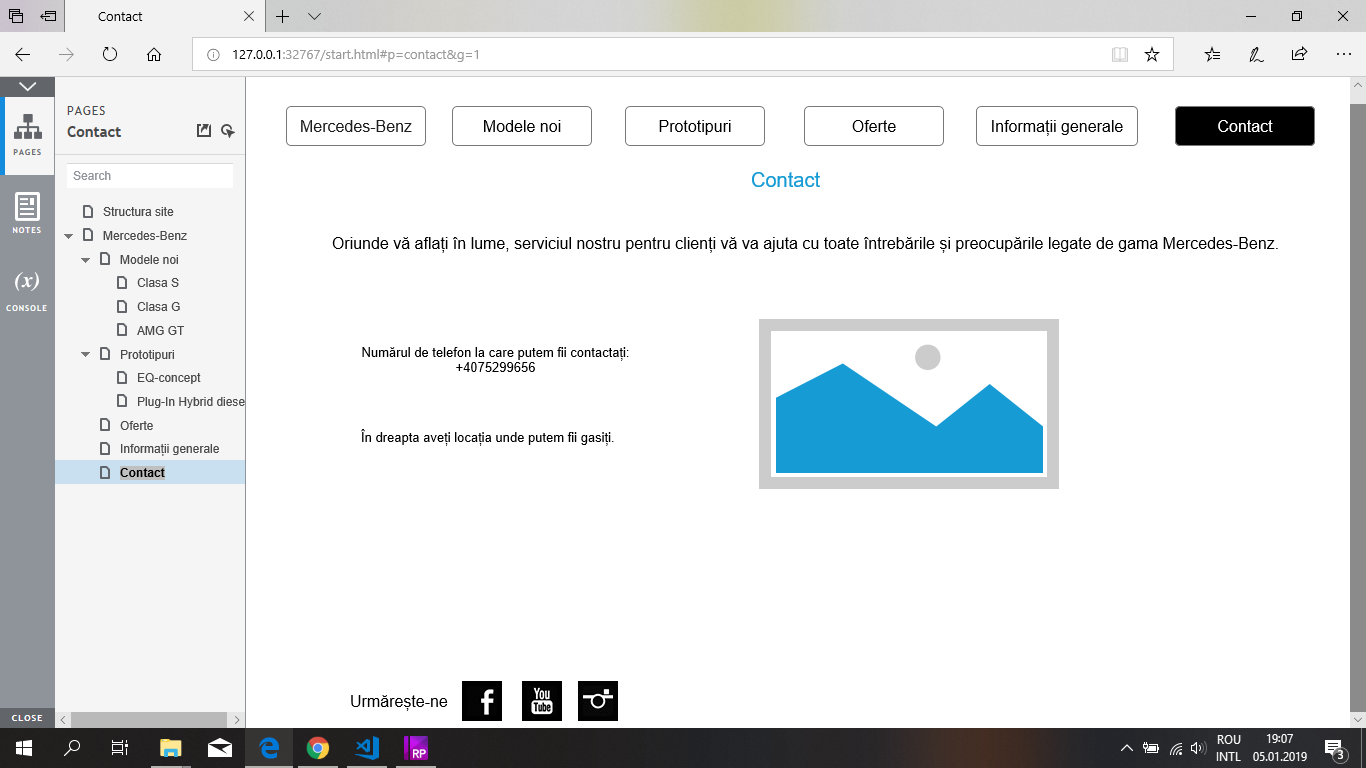 Contact
127.0.0.1:32767/start.html#p=contact&g=1
PAGES
PAGES
Contact
Search
Structura site
Mercedes-Benz
Modele noi
Clasa S
Clasa G
AMG GT
Prototipuri
EQ-concept
Plug-In Hybrid diese
Oferte
Informații generale
Contact
NOTES
(x)
CONSOLE
CLOSE
Mercedes-Benz
Modele noi
Prototipuri
Oferte
Informații generale
Contact
Contact
Oriunde vă aflați în lume, serviciul nostru pentru clienți vă va ajuta cu toate întrebările și preocupările legate de gama Mercedes-Benz.
Numărul de telefon la care putem fii contactați:
+4075299656
În dreapta aveți locația unde putem fii gasiți.
Urmărește-ne
f
You
Tube
RP
ROU
INTL
19:07
05.01.2019
3